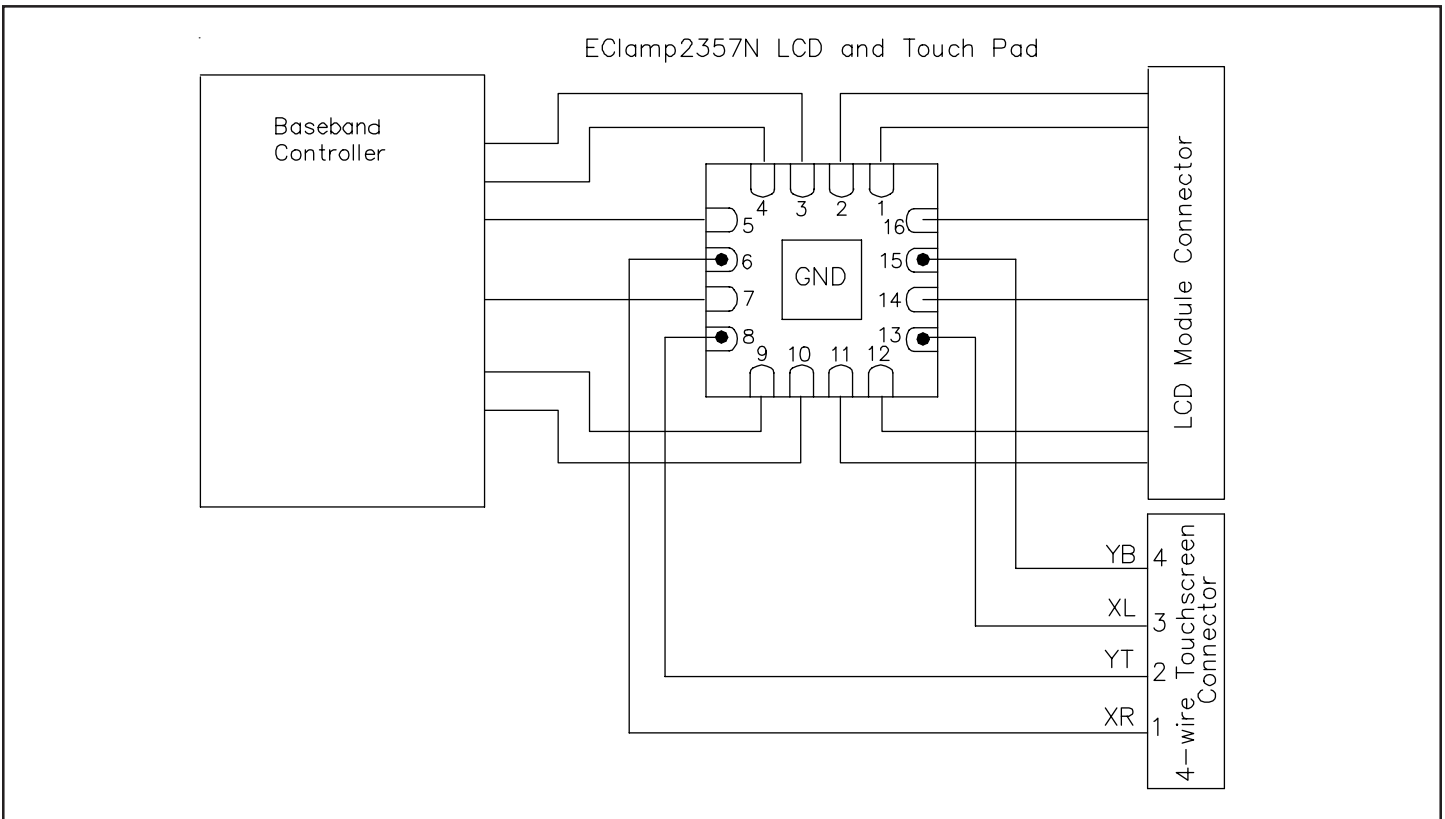 EClamp2357N LCD and Touch Pad
Baseband
Controller
4
3
2
1
5
16
6
15
GND
7
14
8
13
9
10
11
12
LCD Module Connector
YB
4
XL
3
YT
2
XR
1
4-wire Touchscreen
Connector